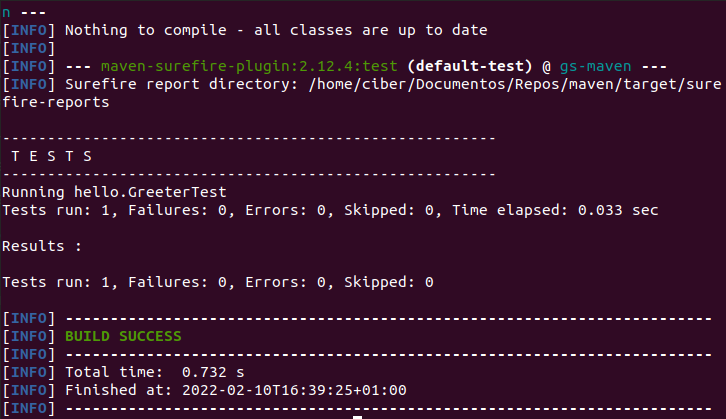 n ---
[INFO] Nothing to compile - all classes are up to date
[INFO]
[INFO] --- maven-surefire-plugin:2.12.4:test (default-test) @ gs-maven ---
[INFO] Surefire report directory: /home/ciber/Documentos/Repos/maven/target/sure
fire-reports
-------------------------------------------------------
T E S T S
-------------------------------------------------------
Running hello.GreeterTest
Tests run: 1, Failures: 0, Errors: 0, Skipped: 0, Time elapsed: 0.033 sec
Results :
Tests run: 1, Failures: 0, Errors: 0, Skipped: 0
[INFO] ------------------------------------------------------------------------
[INFO] BUILD SUCCESS
[INFO] ------------------------------------------------------------------------
[INFO] Total time:  0.732 s
[INFO] Finished at: 2022-02-10T16:39:25+01:00
[INFO] ------------------------------------------------------------------------